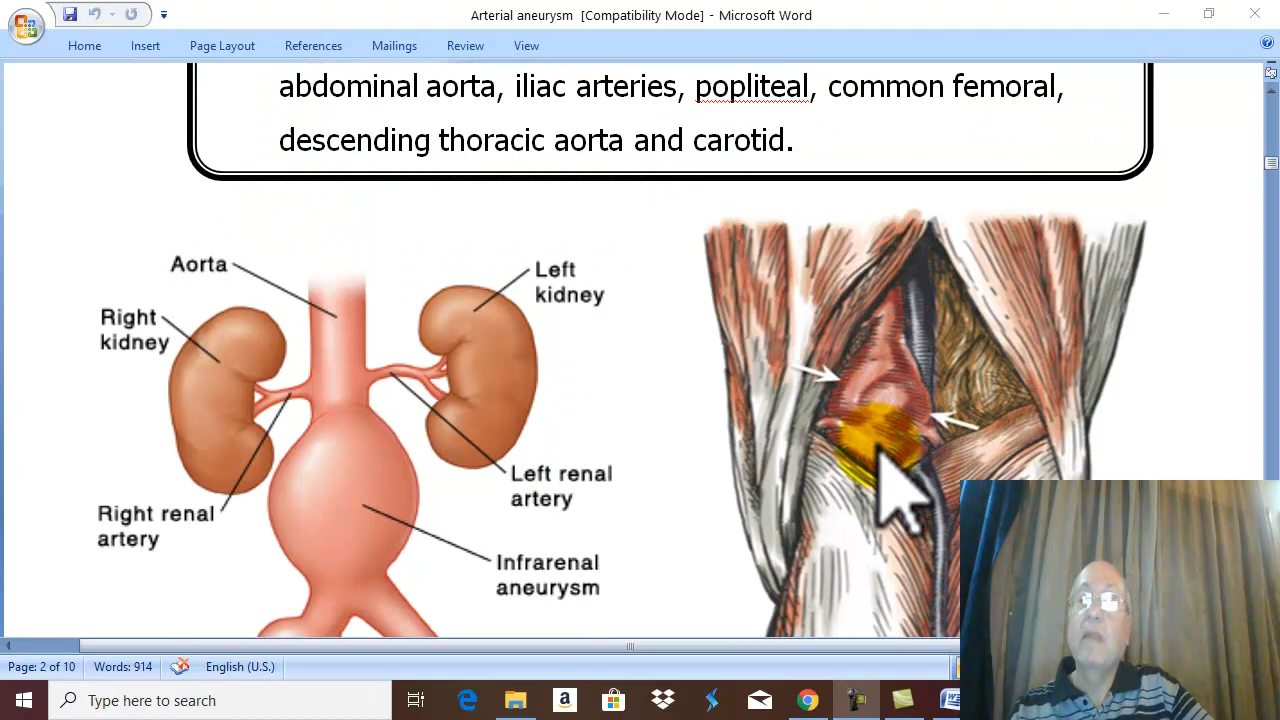 Arterial aneurysm [Compatibility Mode] - Microsoft Word
Home Insert Page Layout References Mailings Review View
abdominal aorta, iliac arteries, popliteal, common femoral,
descending thoracic aorta and carotid.
Aorta
Left
kidney
Right
kidney
Left renal
artery
Right renal
artery
Infrarenal
aneurysm
Page: 2 of 10 Words: 914 English (U.S.)
Type here to search